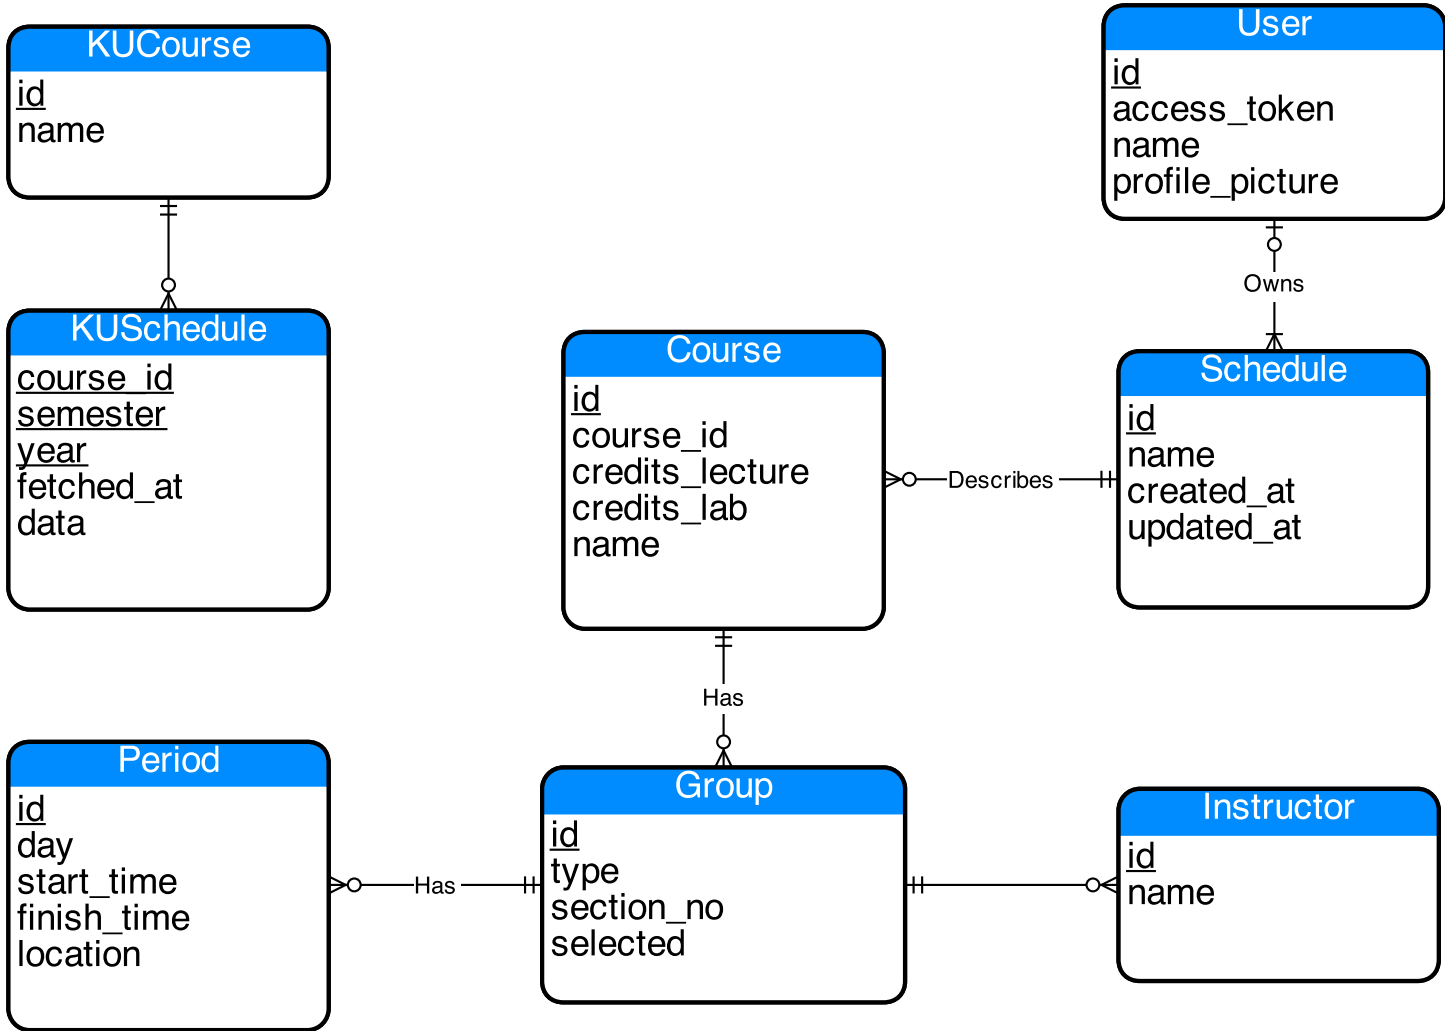 KUCourse
id
name
User
id
access_token
name
profile_picture
Owns
KUSchedule
course_id
semester
year
fetched_at
data
Course
id
course_id
credits_lecture
credits_lab
name
Describes
Schedule
id
name
created_at
updated_at
Has
Period
id
day
start_time
finish_time
location
Has
Group
id
type
section_no
selected
Instructor
id
name